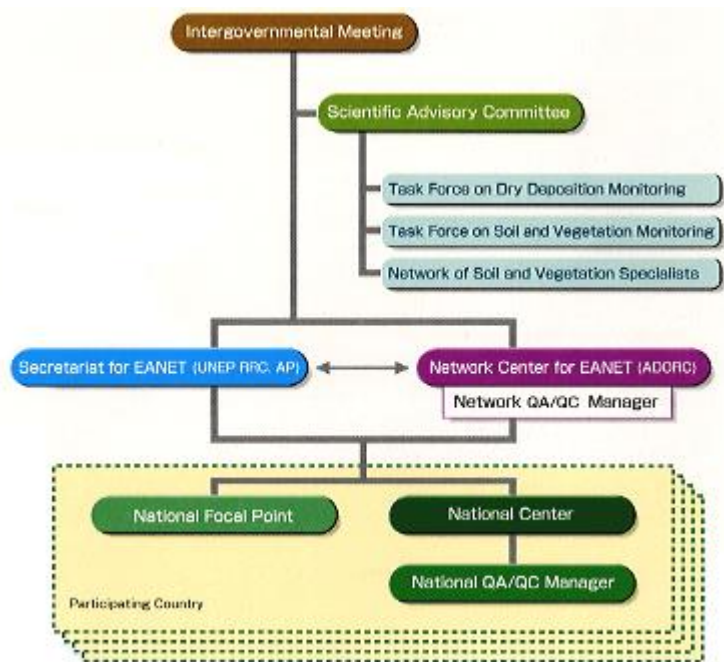 Intergovernmental Meeting
Scientific Advisory Committee
Task Force on Dry Deposition Monitoring
Task Force on Soil and Vegetation Monitoring
Network of Soil and Vegetation Specialists
Secretariat for EANET (UNEP RRC. AP)
Network Center for EANET (ADORC)
Network QA/QC Manager
National Focal Point
National Center
National QA/QC Manager
Participating Country